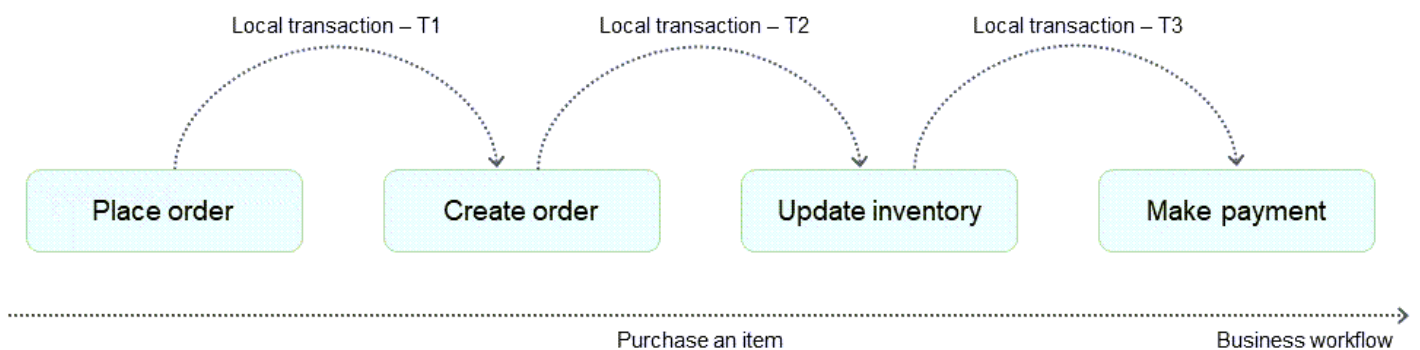 Local transaction – T1
Local transaction – T2
Local transaction – T3
Place order
Create order
Update inventory
Make payment
Purchase an item
Business workflow